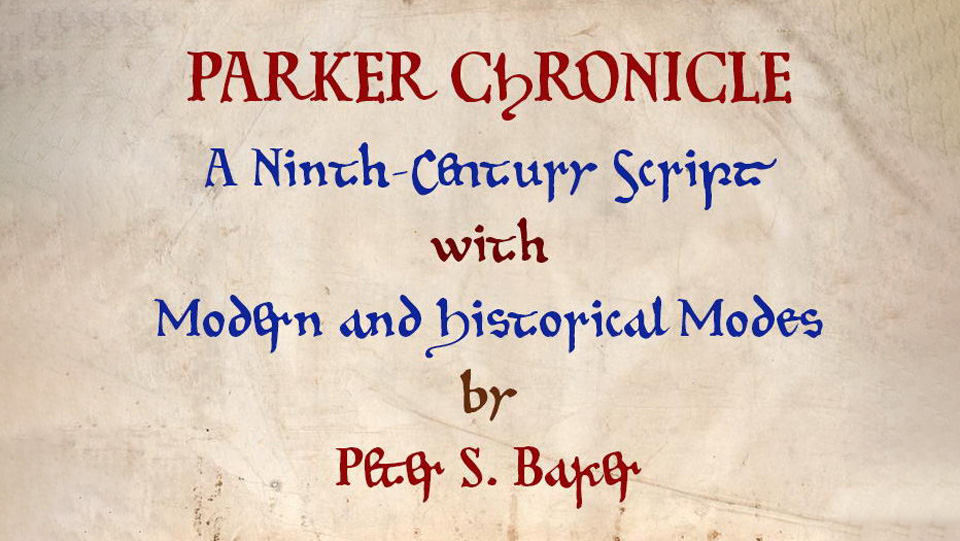 PARKER ChRONICLE
A Ninth-Century Script
with
Modern and historical Modes
by
Peter S. Baker